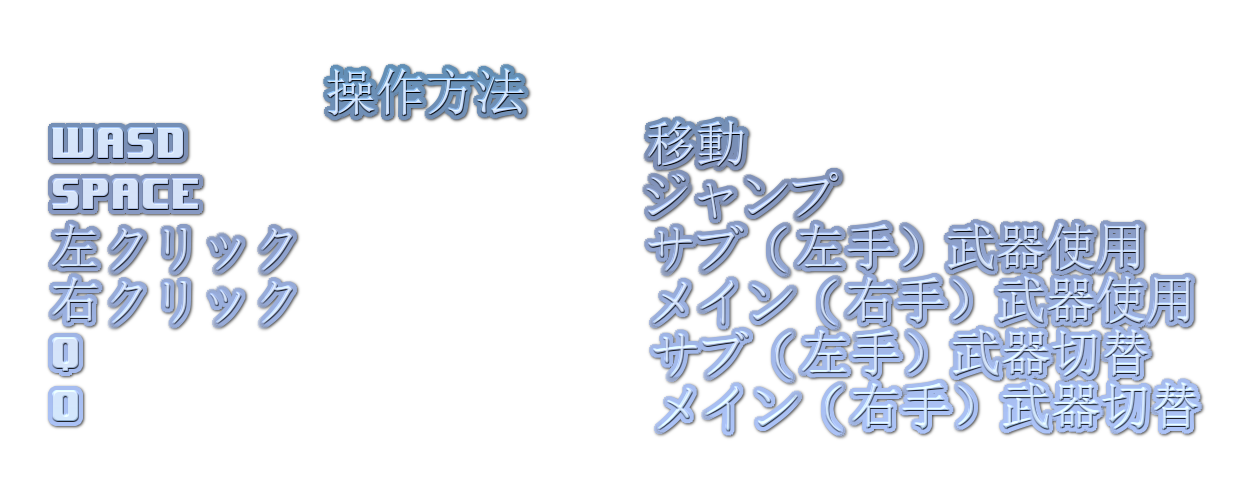 操作方法
WASD 移動
SPACE ジャンプ
左クリック サブ（左手）武器使用
右クリック メイン（右手）武器使用
Q サブ（左手）武器切替
O メイン（右手）武器切替